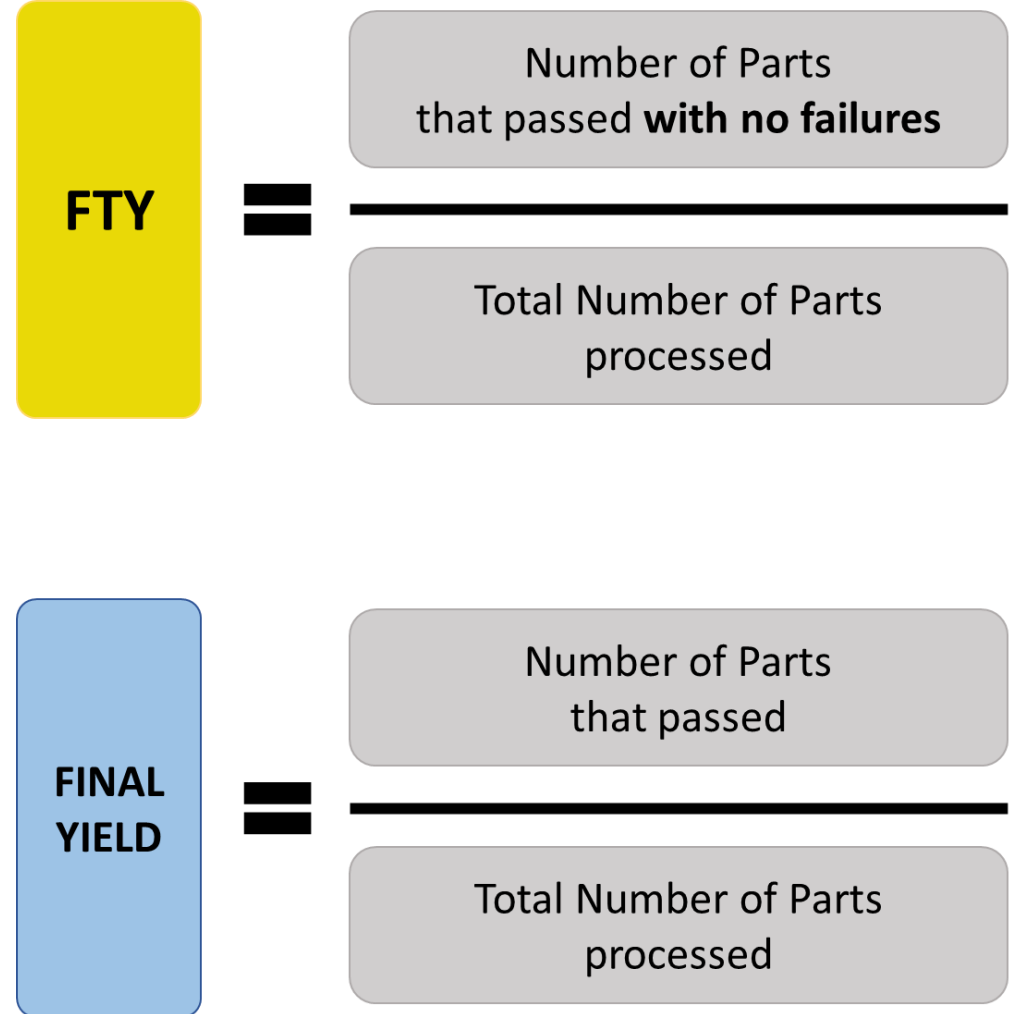 FTY
=
Number of Parts
that passed with no failures
Total Number of Parts
processed
FINAL
YIELD
=
Number of Parts
that passed
Total Number of Parts
processed